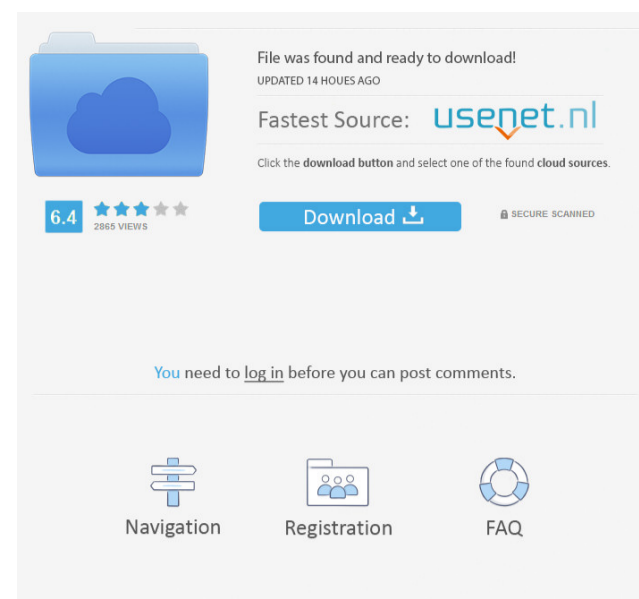 File was found and ready to download!
UPDATED 14 HOUES AGO
Fastest Source: usenet.nl
Click the download button and select one of the found cloud sources.
6.4
2865 VIEWS
Download
SECURE SCANNED
You need to log in before you can post comments.
Navigation
Registration
FAQ